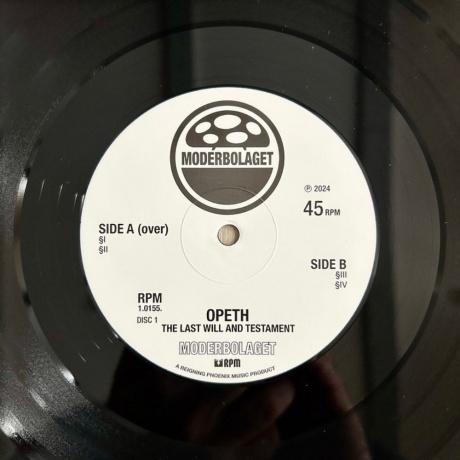 MODERBOLAGET
℗ 2024
45 RPM
SIDE A (over)
§I
§II
SIDE B
§III
§IV
RPM
1.0155.
DISC 1
OPETH
THE LAST WILL AND TESTAMENT
MODERBOLAGET
RPM
A REIGNING PHOENIX MUSIC PRODUCT